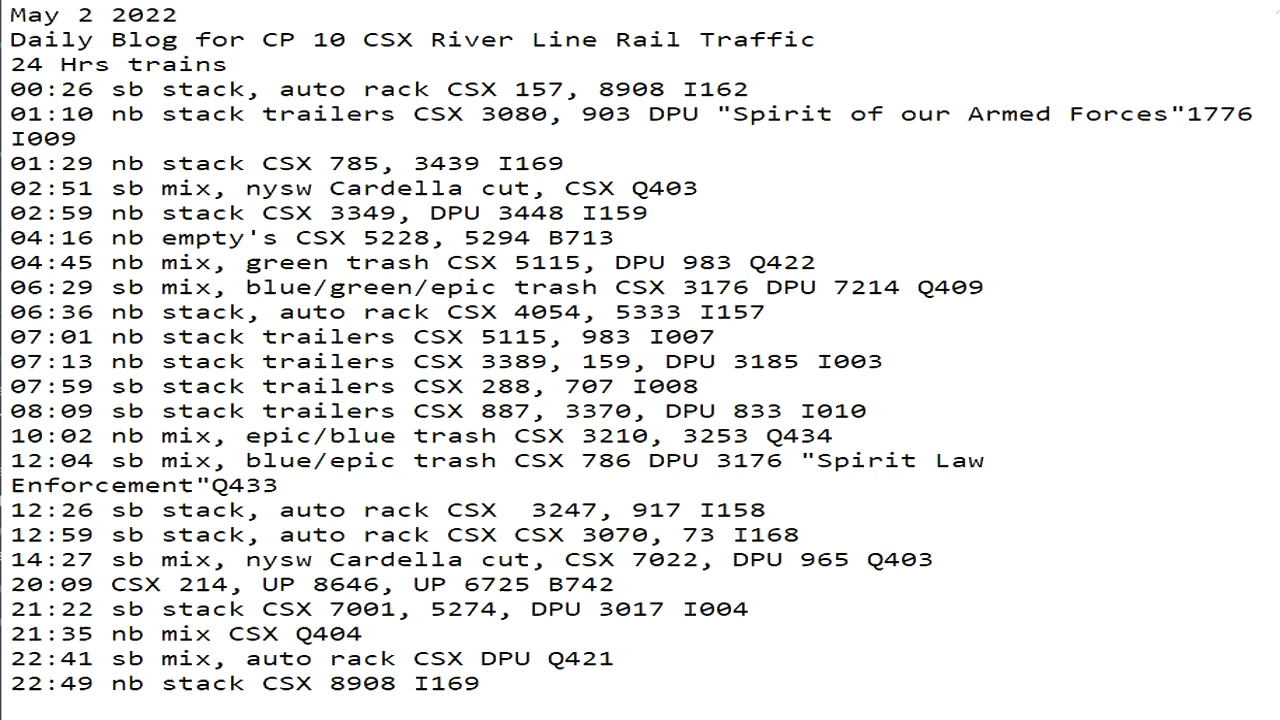 May 2 2022
Daily Blog for CP 10 CSX River Line Rail Traffic
24 Hrs trains
00:26 sb stack, auto rack CSX 157, 8908 I162
01:10 nb stack trailers CSX 3080, 903 DPU "Spirit of our Armed Forces"1776
I009
01:29 nb stack CSX 785, 3439 I169
02:51 sb mix, nysw Cardella cut, CSX Q403
02:59 nb stack CSX 3349, DPU 3448 I159
04:16 nb empty's CSX 5228, 5294 B713
04:45 nb mix, green trash CSX 5115, DPU 983 Q422
06:29 sb mix, blue/green/epic trash CSX 3176 DPU 7214 Q409
06:36 nb stack, auto rack CSX 4054, 5333 I157
07:01 nb stack trailers CSX 5115, 983 I007
07:13 nb stack trailers CSX 3389, 159, DPU 3185 I003
07:59 sb stack trailers CSX 288, 707 I008
08:09 sb stack trailers CSX 887, 3370, DPU 833 I010
10:02 nb mix, epic/blue trash CSX 3210, 3253 Q434
12:04 sb mix, blue/epic trash CSX 786 DPU 3176 "Spirit Law
Enforcement"Q433
12:26 sb stack, auto rack CSX  3247, 917 I158
12:59 sb stack, auto rack CSX CSX 3070, 73 I168
14:27 sb mix, nysw Cardella cut, CSX 7022, DPU 965 Q403
20:09 CSX 214, UP 8646, UP 6725 B742
21:22 sb stack CSX 7001, 5274, DPU 3017 I004
21:35 nb mix CSX Q404
22:41 sb mix, auto rack CSX DPU Q421
22:49 nb stack CSX 8908 I169